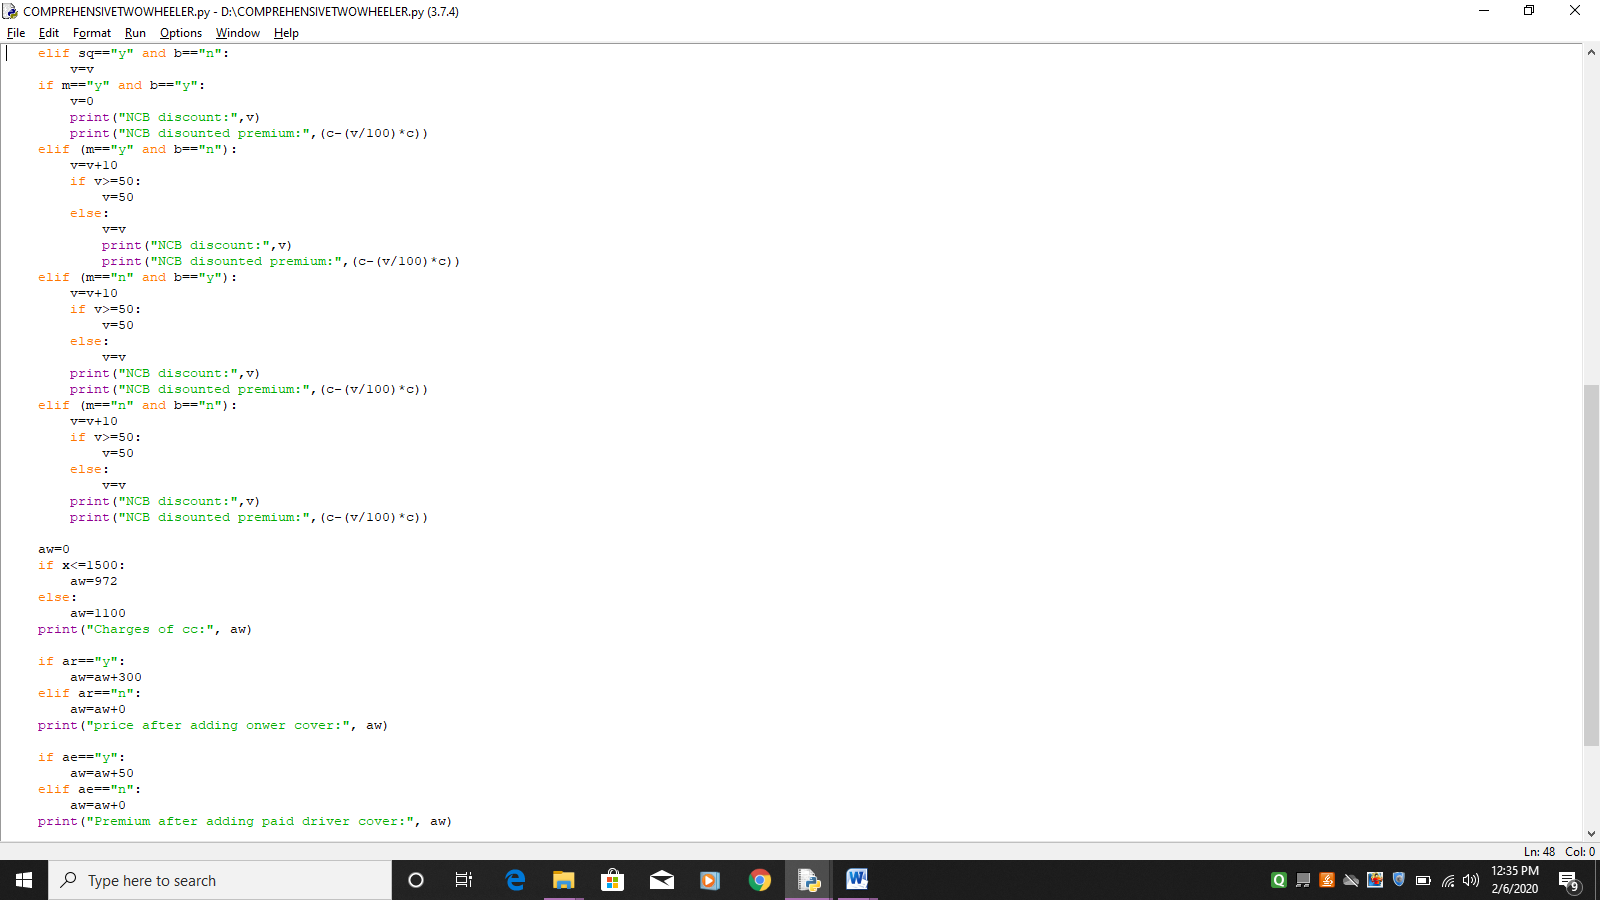 COMPREHENSIVETWOWHEELER.py - D:\COMPREHENSIVETWOWHEELER.py (3.7.4)
File Edit Format Run Options Window Help
    elif sq=="y" and b=="n":
        v=v
    if m=="y" and b=="y":
        v=0
        print("NCB discount:",v)
        print("NCB disounted premium:",(c-(v/100)*c))
    elif (m=="y" and b=="n"):
        v=v+10
        if v>=50:
            v=50
        else:
            v=v
            print("NCB discount:",v)
            print("NCB disounted premium:",(c-(v/100)*c))
    elif (m=="n" and b=="y"):
        v=v+10
        if v>=50:
            v=50
        else:
            v=v
        print("NCB discount:",v)
        print("NCB disounted premium:",(c-(v/100)*c))
    elif (m=="n" and b=="n"):
        v=v+10
        if v>=50:
            v=50
        else:
            v=v
        print("NCB discount:",v)
        print("NCB disounted premium:",(c-(v/100)*c))

    aw=0
    if x<=1500:
        aw=972
    else:
        aw=1100
    print("Charges of cc:", aw)

    if ar=="y":
        aw=aw+300
    elif ar=="n":
        aw=aw+0
    print("price after adding onwer cover:", aw)

    if ae=="y":
        aw=aw+50
    elif ae=="n":
        aw=aw+0
    print("Premium after adding paid driver cover:", aw)
Ln: 48 Col: 0
Type here to search
12:35 PM
2/6/2020
9